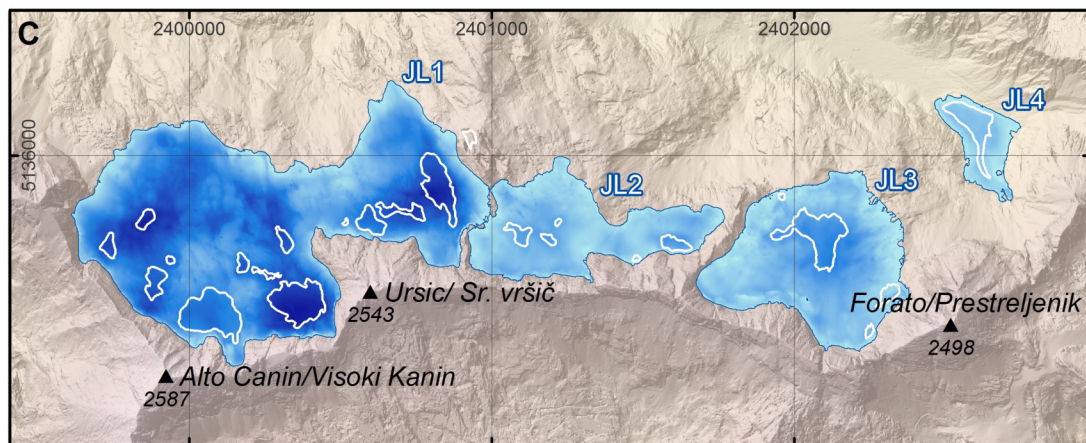 C
2400000
2401000
2402000
5136000
JL1
JL4
JL2
JL3
Ursic/ Sr. vršič
2543
Forato/Prestreljenik
2498
Alto Canin/Visoki Kanin
2587